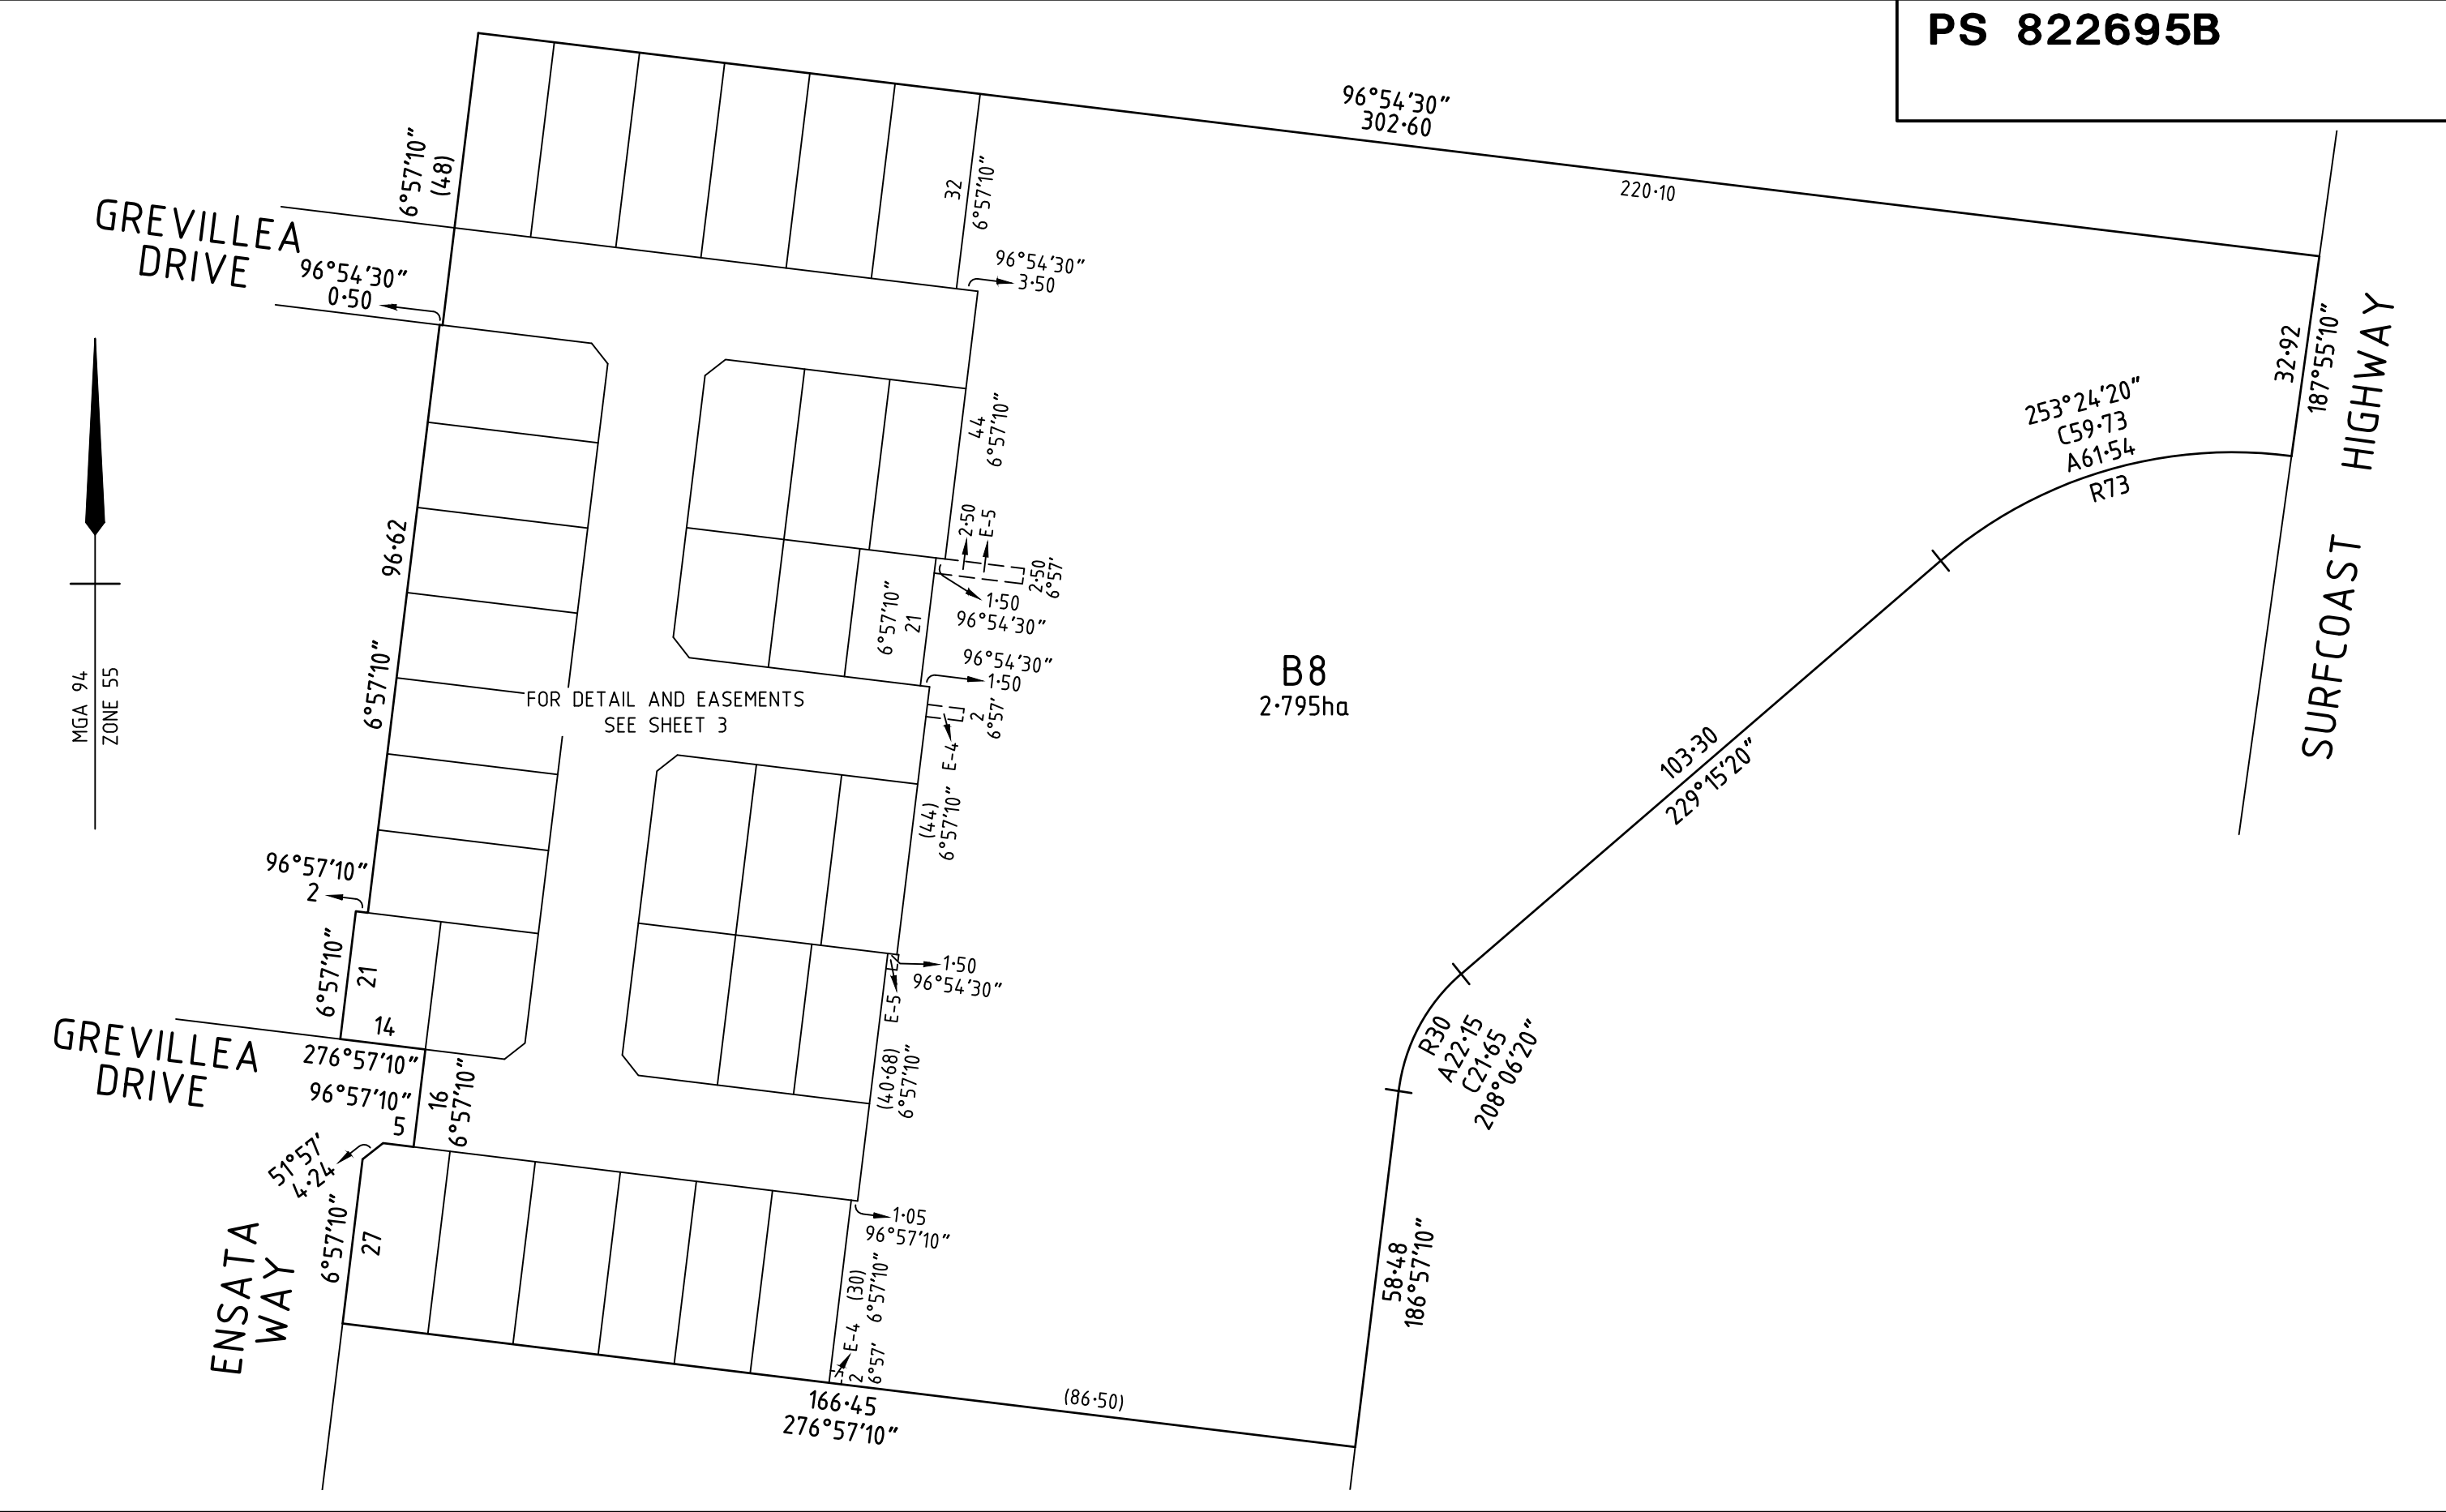 PS 822695B
96°54'30"
302·60
220·10
6°57'10"
(48)
32
6°57'10"
GREVILLEA
DRIVE
96°54'30"
0·50
96°54'30"
3·50
32·92
187°55'10"
SURFCOAST HIGHWAY
253°24'20"
C59·73
A61·54
R73
44
6°57'10"
2·50
E-5
2·50
6°57'
1·50
96°54'30"
6°57'10"
21
96·62
6°57'10"
MGA 94
ZONE 55
96°54'30"
1·50
2
6°57'
E-4
FOR DETAIL AND EASEMENTS
SEE SHEET 3
B8
2·795ha
103·30
229°15'20"
(44)
6°57'10"
96°57'10"
2
6°57'10"
21
14
1·50
96°54'30"
E-5
GREVILLEA
DRIVE
276°57'10"
96°57'10"
5
16
6°57'10"
(40·68)
6°57'10"
R30
A22·15
C21·65
208°06'20"
51°57'
4·24
6°57'10"
27
ENSATA
WAY
1·05
96°57'10"
(30)
6°57'10"
E-4
2
6°57'
58·48
186°57'10"
166·45
276°57'10"
(86·50)